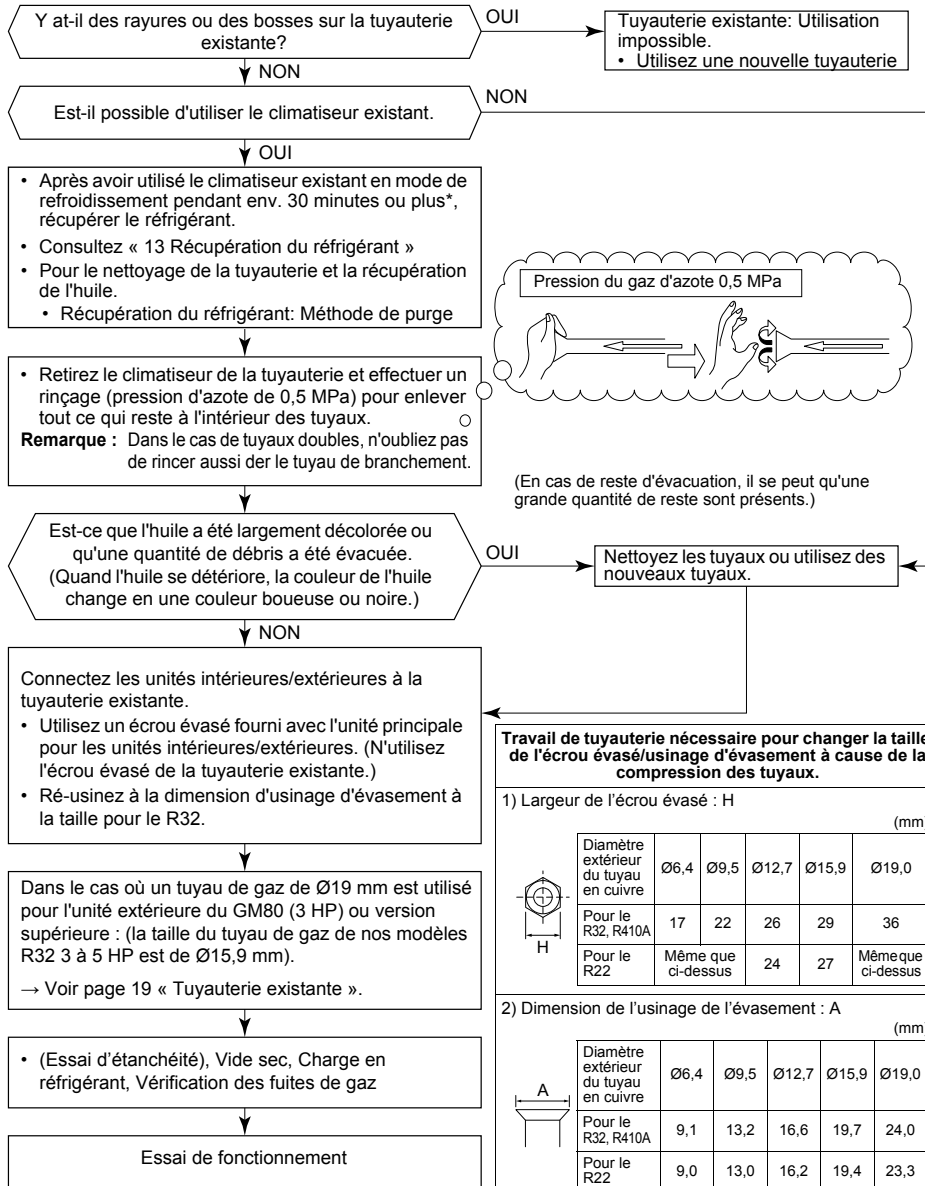 Y at-il des rayures ou des bosses sur la tuyauterie
existante?
OUI
Tuyauterie existante: Utilisation
impossible.
• Utilisez une nouvelle tuyauterie
NON
Est-il possible d'utiliser le climatiseur existant.
NON
OUI
• Après avoir utilisé le climatiseur existant en mode de
refroidissement pendant env. 30 minutes ou plus*,
récupérer le réfrigérant.
• Consultez « 13 Récupération du réfrigérant »
• Pour le nettoyage de la tuyauterie et la récupération
de l'huile.
• Récupération du réfrigérant: Méthode de purge
Pression du gaz d'azote 0,5 MPa
• Retirez le climatiseur de la tuyauterie et effectuer un
rinçage (pression d'azote de 0,5 MPa) pour enlever
tout ce qui reste à l'intérieur des tuyaux.
Remarque : Dans le cas de tuyaux doubles, n'oubliez pas
de rincer aussi der le tuyau de branchement.
(En cas de reste d'évacuation, il se peut qu'une
grande quantité de reste sont présents.)
Est-ce que l'huile a été largement décolorée ou
qu'une quantité de débris a été évacuée.
(Quand l'huile se détériore, la couleur de l'huile
change en une couleur boueuse ou noire.)
OUI
Nettoyez les tuyaux ou utilisez des
nouveaux tuyaux.
NON
Connectez les unités intérieures/extérieures à la
tuyauterie existante.
• Utilisez un écrou évasé fourni avec l'unité principale
pour les unités intérieures/extérieures. (N'utilisez
l'écrou évasé de la tuyauterie existante.)
• Ré-usinez à la dimension d'usinage d'évasement à
la taille pour le R32.
Dans le cas où un tuyau de gaz de Ø19 mm est utilisé
pour l'unité extérieure du GM80 (3 HP) ou version
supérieure : (la taille du tuyau de gaz de nos modèles
R32 3 à 5 HP est de Ø15,9 mm).
→ Voir page 19 « Tuyauterie existante ».
• (Essai d'étanchéité), Vide sec, Charge en
réfrigérant, Vérification des fuites de gaz
Essai de fonctionnement
Travail de tuyauterie nécessaire pour changer la taille
de l'écrou évasé/usinage d'évasement à cause de la
compression des tuyaux.
1) Largeur de l'écrou évasé : H
(mm
H
Diamètre
extérieur
du tuyau
en cuivre
Ø6,4 Ø9,5 Ø12,7 Ø15,9 Ø19,0
Pour le
R32, R410A
17 22 26 29 36
Pour le
R22
Même que
ci-dessus
24 27
Même que
ci-dessus
2) Dimension de l'usinage de l'évasement : A
(mm
A
Diamètre
extérieur
du tuyau
en cuivre
Ø6,4 Ø9,5 Ø12,7 Ø15,9 Ø19,0
Pour le
R32, R410A
9,1 13,2 16,6 19,7 24,0
Pour le
R22
9,0 13,0 16,2 19,4 23,3